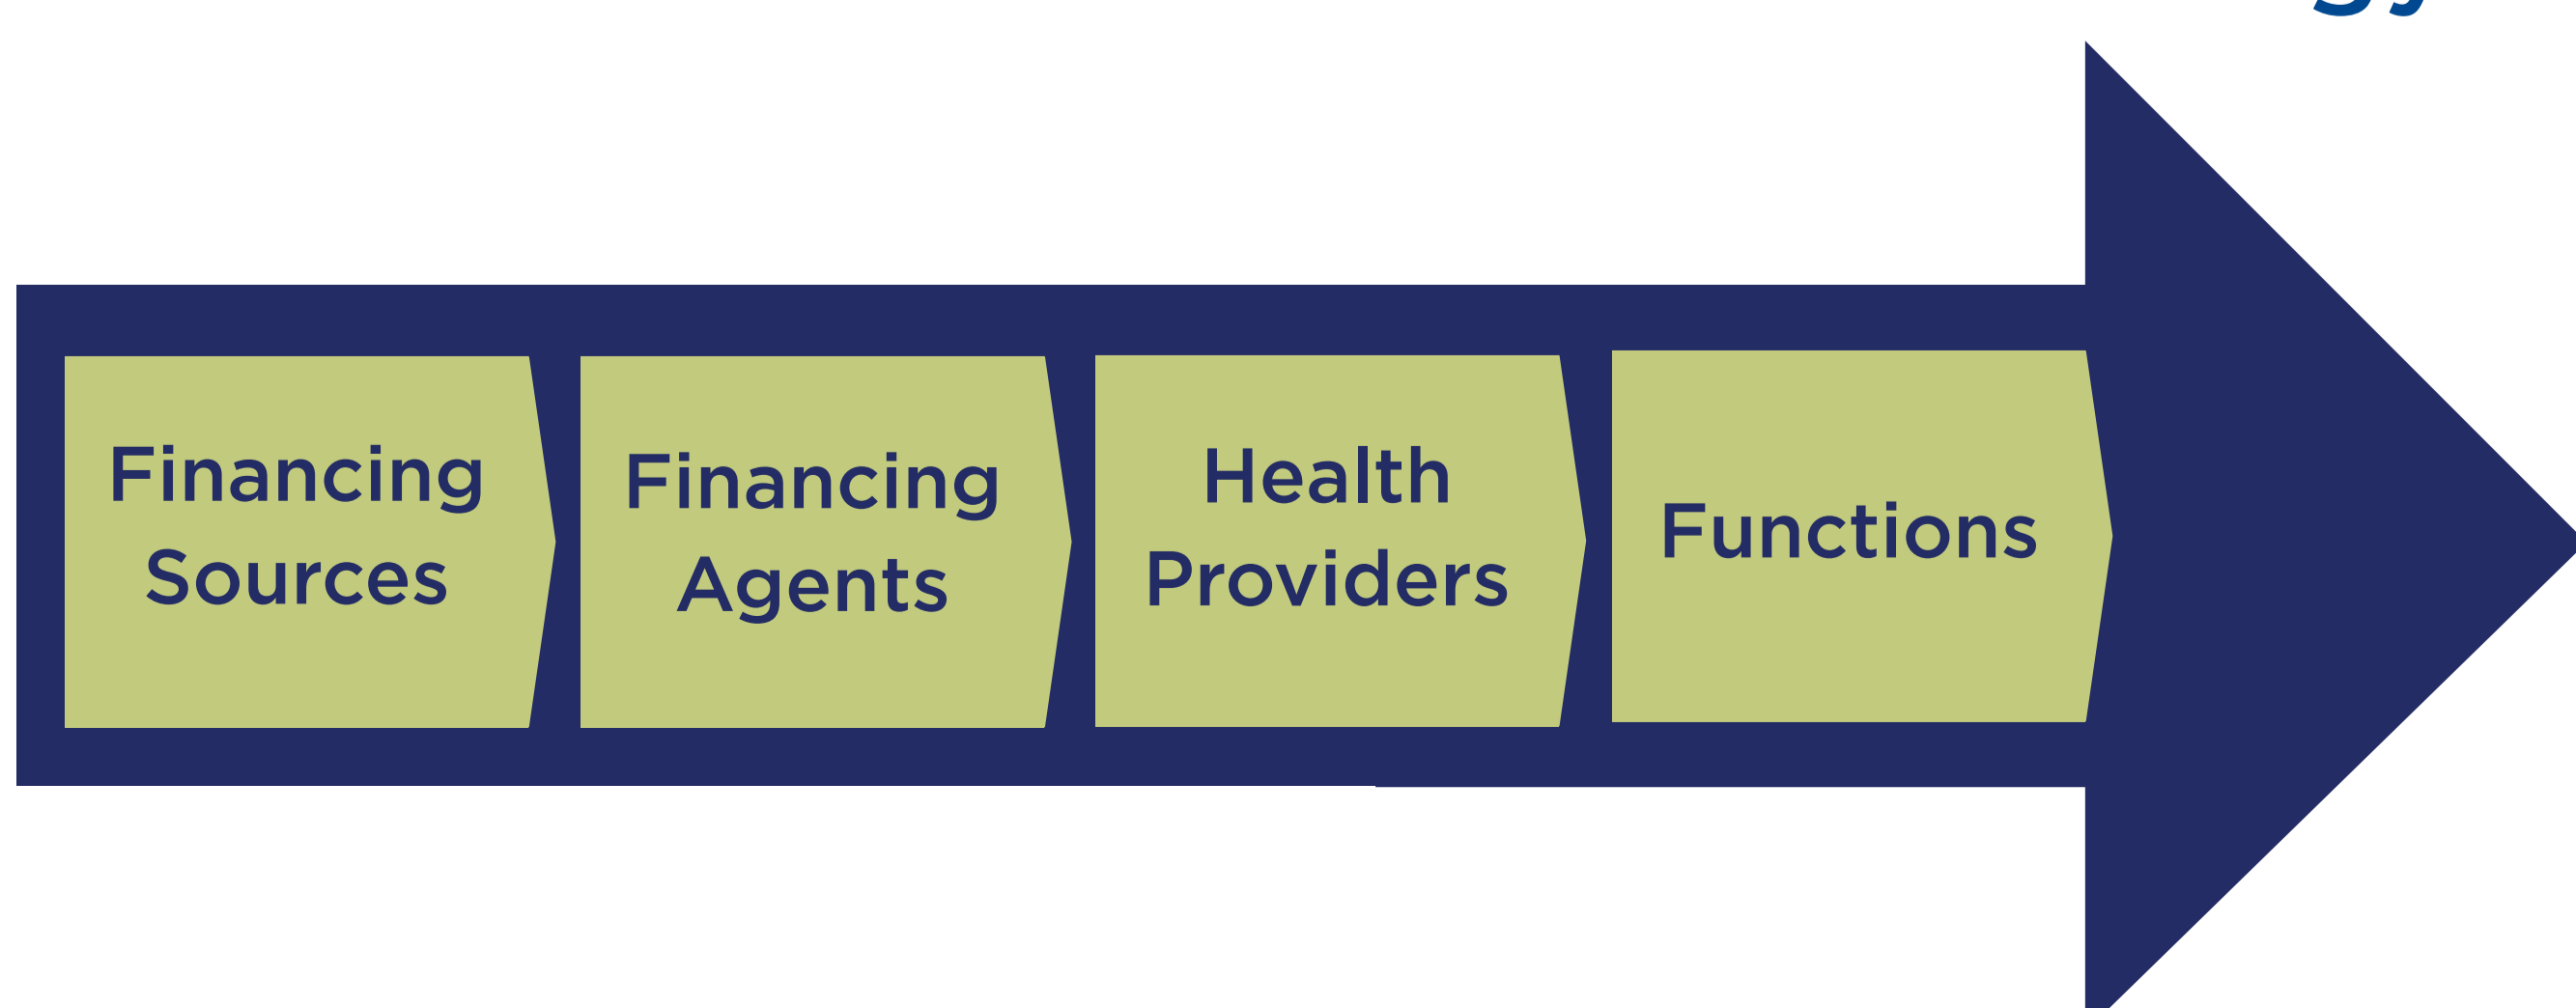 Financing
Sources
Financing
Agents
Health
Providers
Functions